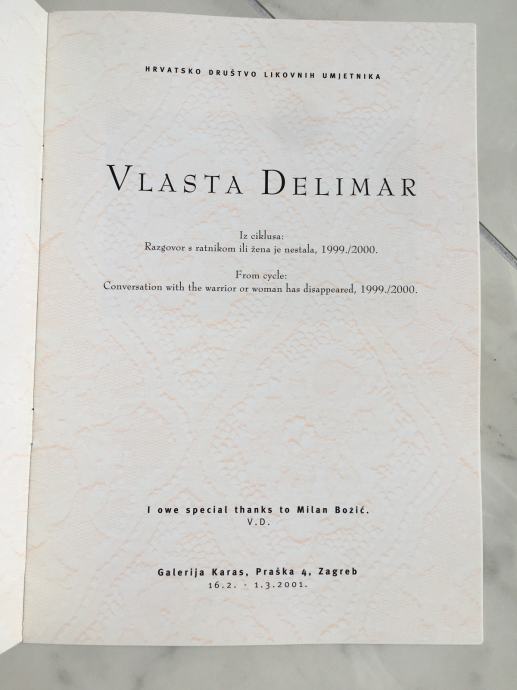 HRVATSKO DRUŠTVO LIKOVNIH UMJETNIKA
VLASTA DELIMAR
Iz ciklusa:
Razgovor s ratnikom ili žena je nestala, 1999./2000.
From cycle:
Conversation with the warrior or woman has disappeared, 1999./2000.
I owe special thanks to Milan Božić.
V.D.
Galerija Karas, Praška 4, Zagreb
16.2. - 1.3.2001.